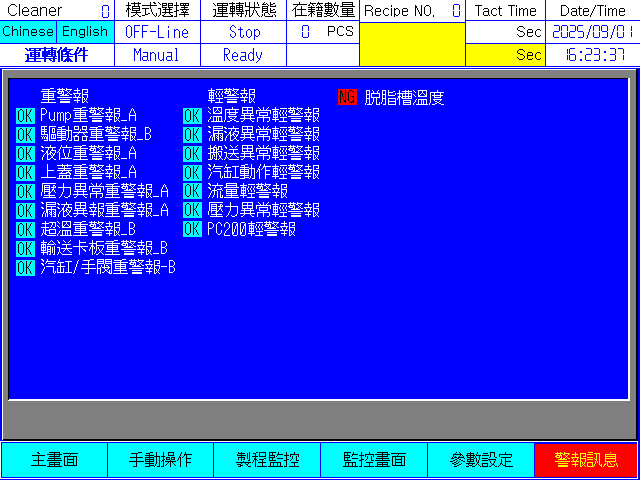 Cleaner 0 模式選擇 運轉狀態 在籍數量 Recipe NO. 0 Tact Time Date/Time
Chinese English OFF-Line Stop 0 PCS Sec 2025/09/01
運轉條件 Manual Ready Sec 16:23:37
重警報 輕警報 NG 脱脂槽溫度
OK Pump重警報_A OK 溫度異常輕警報
OK 驅動器重警報_B OK 漏液異常輕警報
OK 液位重警報_A OK 搬送異常輕警報
OK 上蓋重警報_A OK 汽缸動作輕警報
OK 壓力異常重警報_A OK 流量輕警報
OK 漏液異報重警報_A OK 壓力異常輕警報
OK 超溫重警報_B OK PC200輕警報
OK 輸送卡板重警報_B
OK 汽缸/手閥重警報-B
主畫面 手動操作 製程監控 監控畫面 參數設定 警報訊息